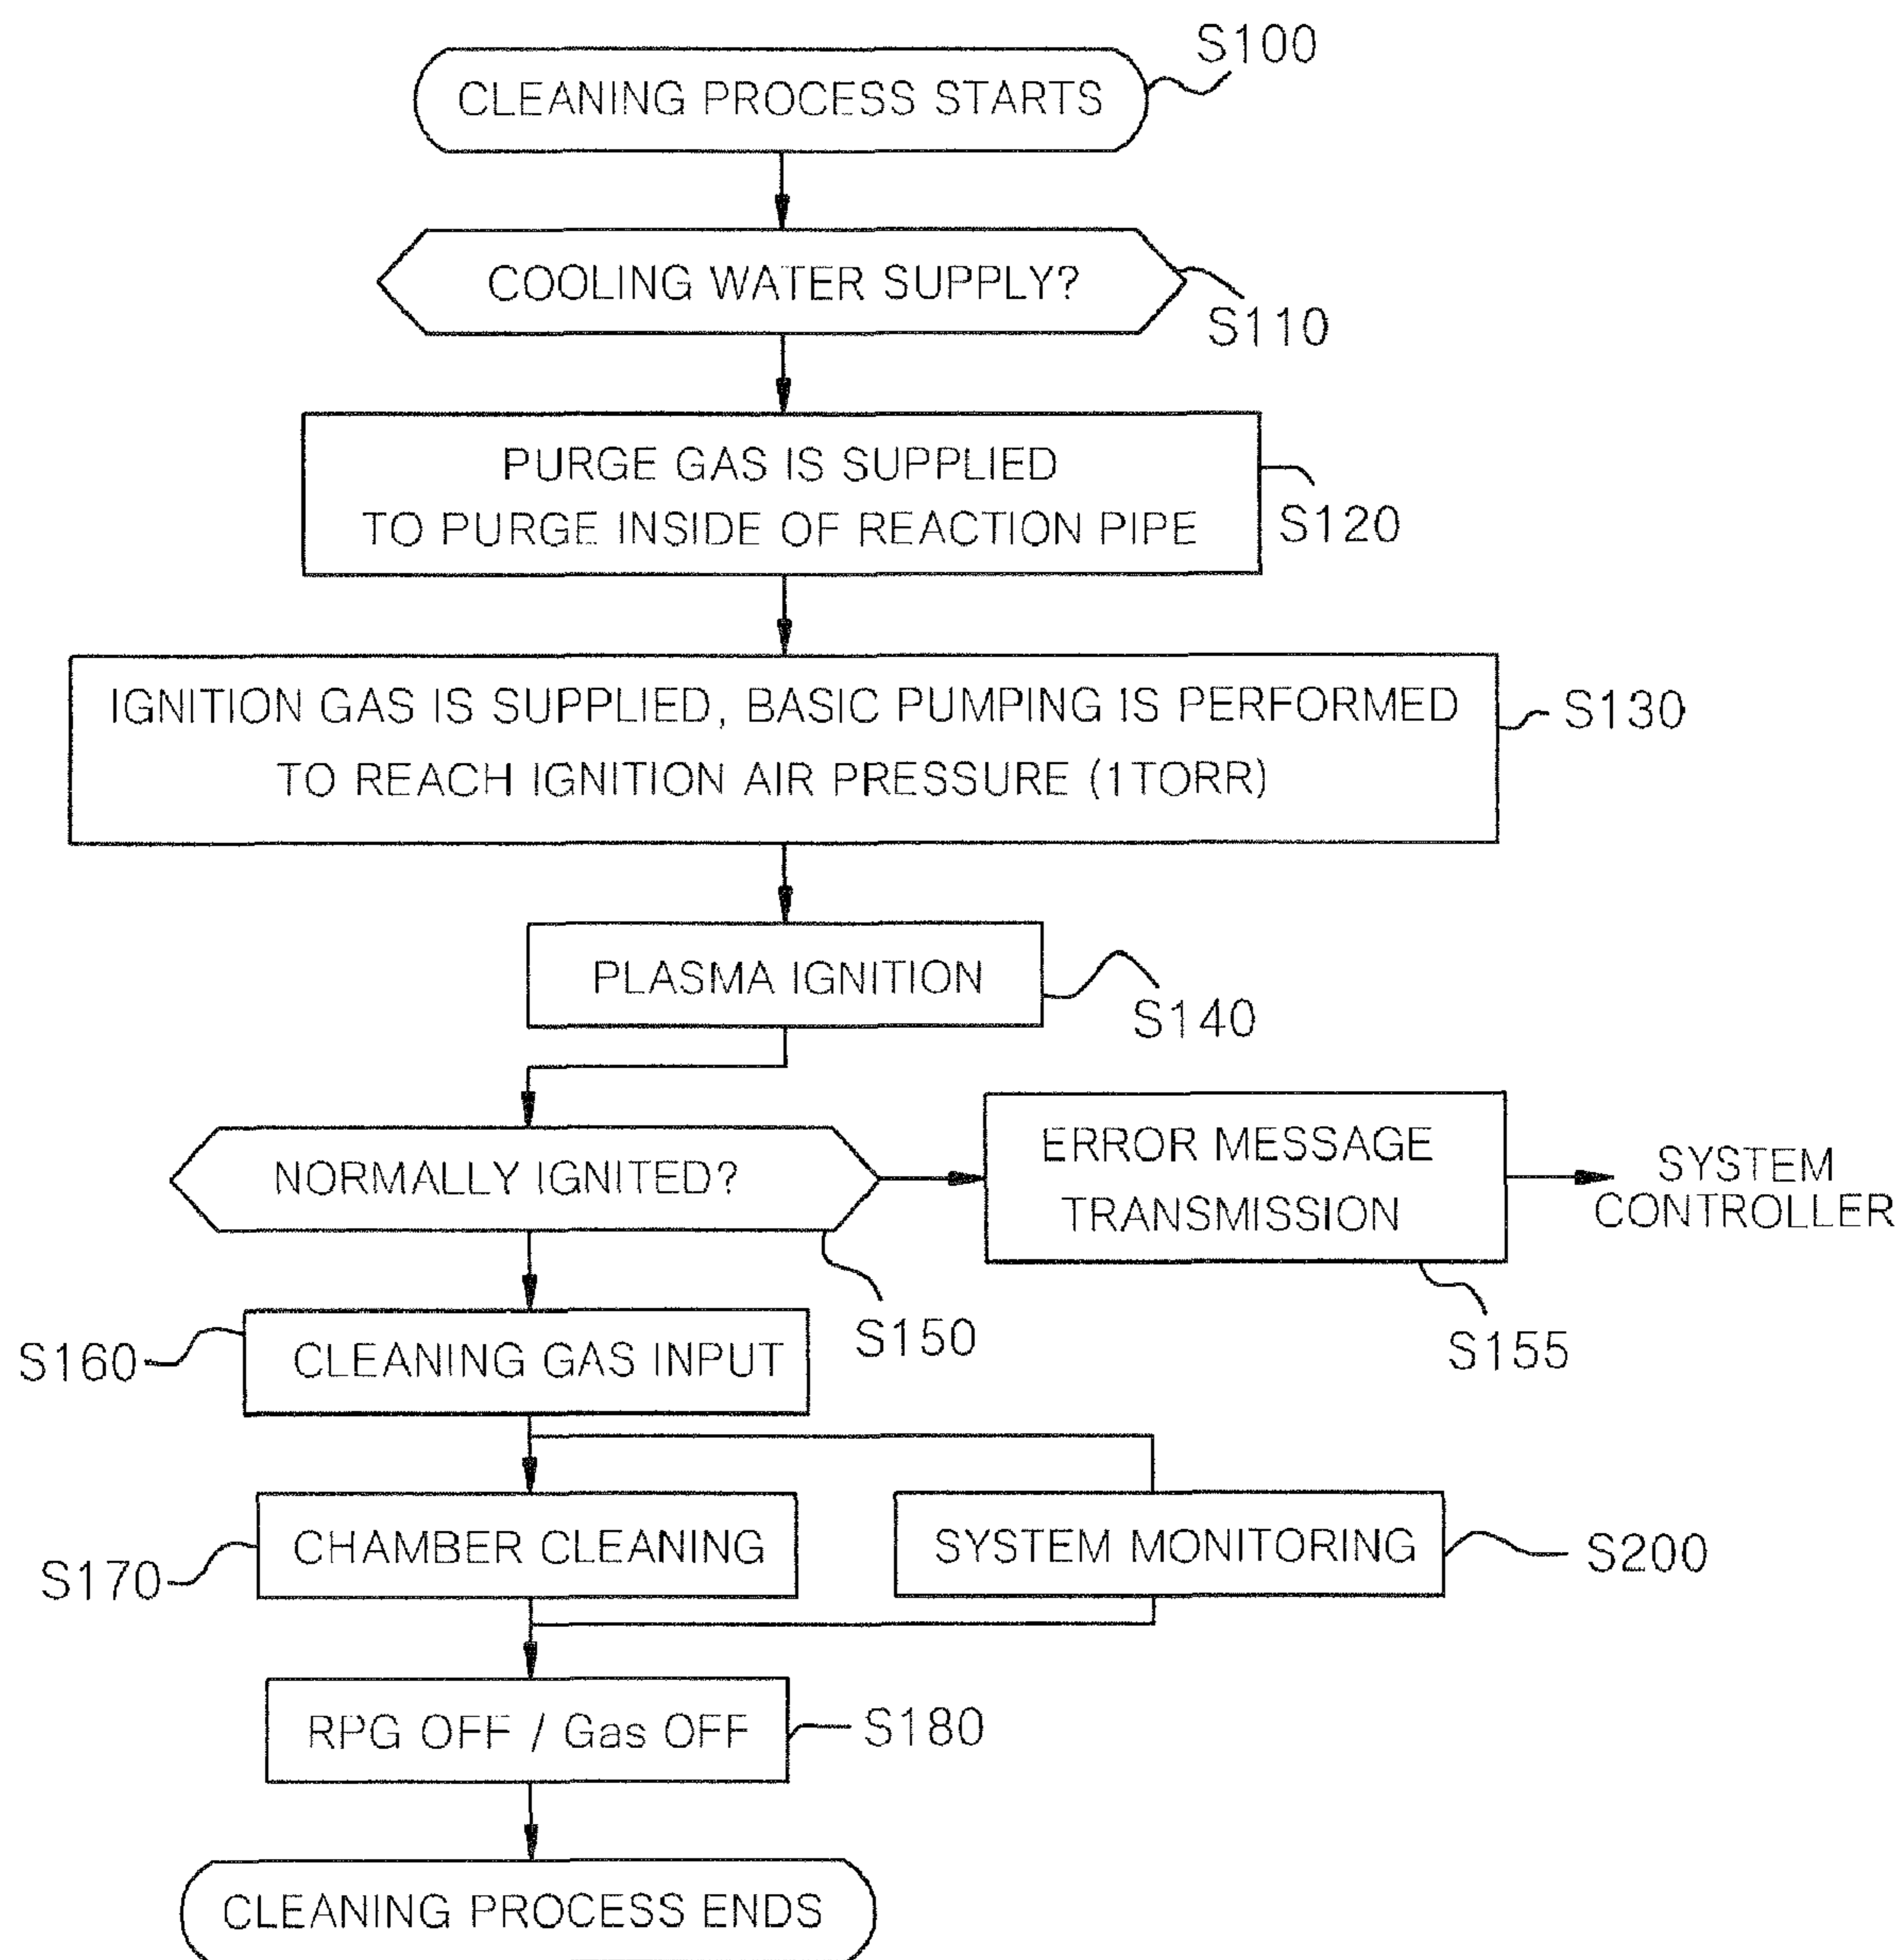 S100
CLEANING PROCESS STARTS
COOLING WATER SUPPLY?
S110
PURGE GAS IS SUPPLIED
TO PURGE INSIDE OF REACTION PIPE
S120
IGNITION GAS IS SUPPLIED, BASIC PUMPING IS PERFORMED
TO REACH IGNITION AIR PRESSURE (1TORR)
S130
PLASMA IGNITION
S140
NORMALLY IGNITED?
S150
ERROR MESSAGE
TRANSMISSION
S155
SYSTEM
CONTROLLER
S160
CLEANING GAS INPUT
S170
CHAMBER CLEANING
SYSTEM MONITORING
S200
RPG OFF / Gas OFF
S180
CLEANING PROCESS ENDS